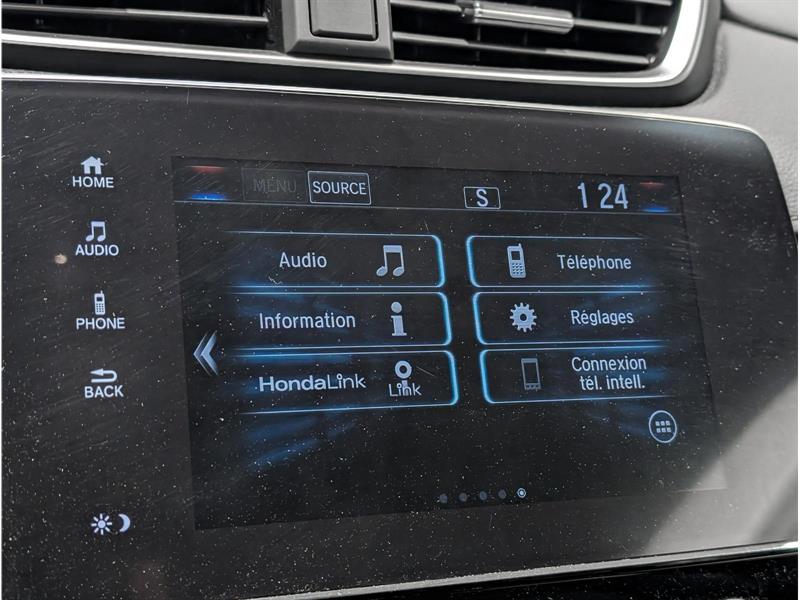 MENU SOURCE S 1 24
HOME
AUDIO
PHONE
BACK
Audio
Téléphone
Information
Réglages
HondaLink Link
Connexion
tél. intell.